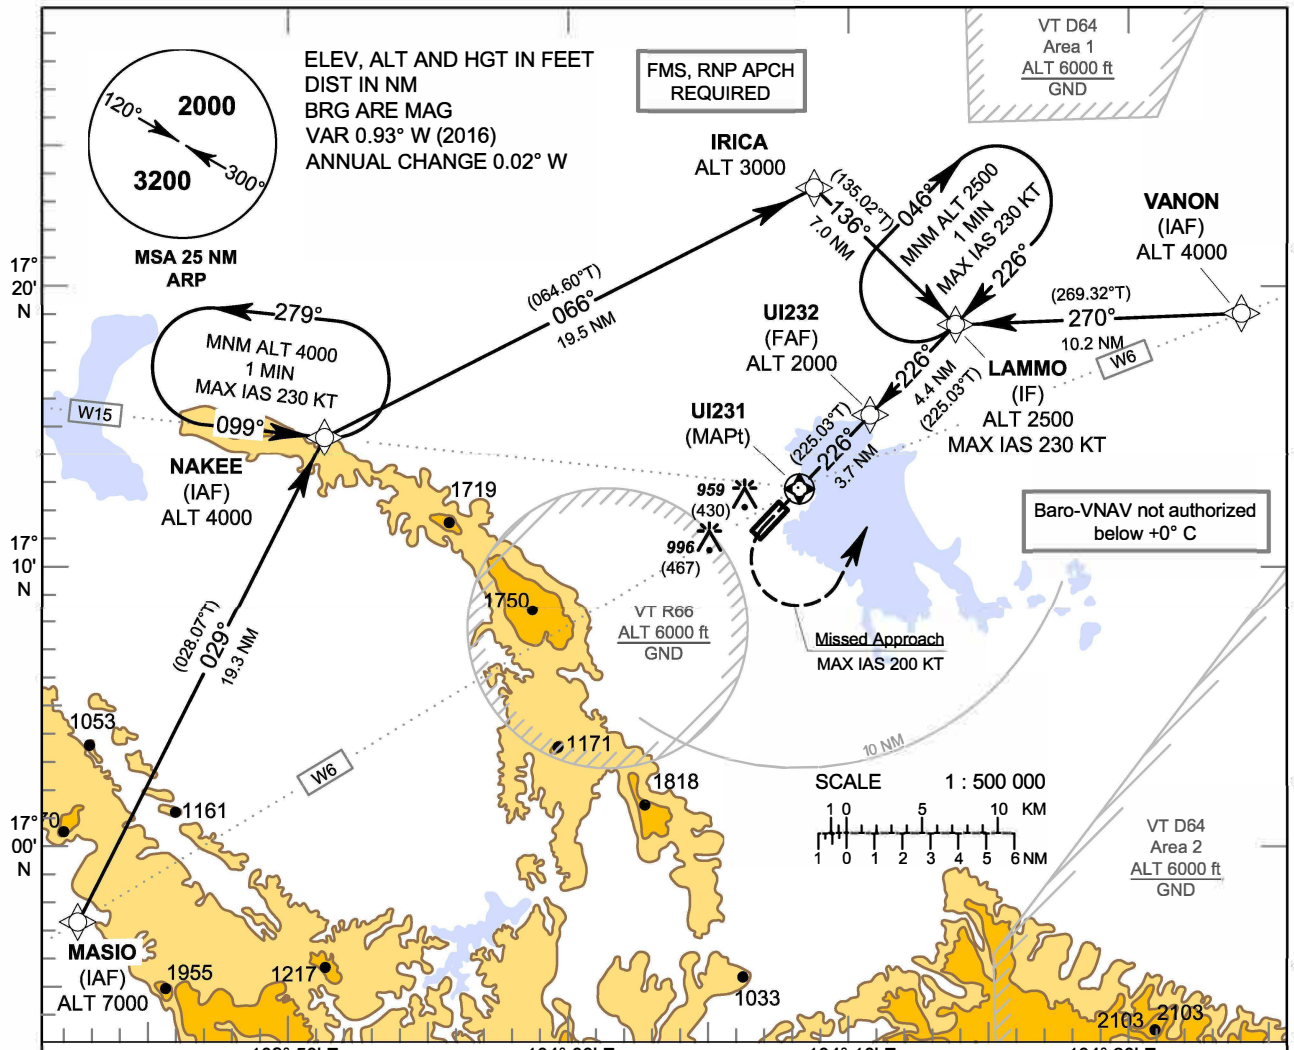 VT D64
Area 1
ALT 6000 ft
GND
ELEV, ALT AND HGT IN FEET
DIST IN NM
BRG ARE MAG
VAR 0.93° W (2016)
ANNUAL CHANGE 0.02° W
FMS, RNP APCH
REQUIRED
120°
2000
3200
300°
MSA 25 NM
ARP
IRICA
ALT 3000
(135.02°T)
136°
7.0 NM
046°
MNM ALT 2500
1 MIN
MAX IAS 230 KT
226°
VANON
(IAF)
ALT 4000
17°
20'
N
(064.60°T)
066°
19.5 NM
(269.32°T)
270°
10.2 NM
W6
279°
MNM ALT 4000
1 MIN
MAX IAS 230 KT
099°
W15
UI232
(FAF)
ALT 2000
226°
4.4 NM
(225.03°T)
LAMMO
(IF)
ALT 2500
MAX IAS 230 KT
UI231
(MAPt)
(225.03°T)
226°
3.7 NM
NAKEE
(IAF)
ALT 4000
1719
959
(430)
996
(467)
Baro-VNAV not authorized
below +0° C
17°
10'
N
1750
VT R66
ALT 6000 ft
GND
Missed Approach
MAX IAS 200 KT
(028.07°T)
029°
19.3 NM
1053
1171
10 NM
W6
1161
1818
SCALE 1 : 500 000
1 0 5 10 KM
1 0 1 2 3 4 5 6 NM
17°
00'
N
70
VT D64
Area 2
ALT 6000 ft
GND
MASIO
(IAF)
ALT 7000
1955
1217
1033
2103
2103